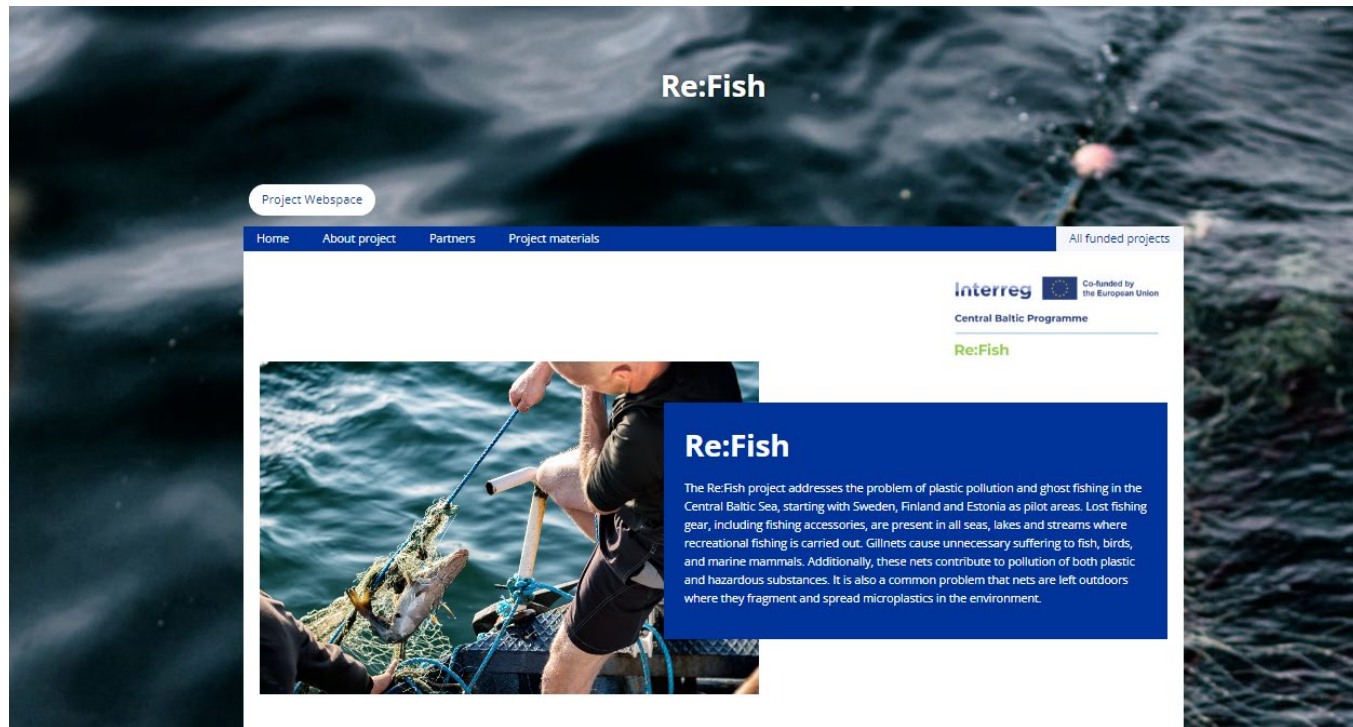 Re:Fish
Project Webspace
Home About project Partners Project materials All funded projects
Interreg Co-funded by
the European Union
Central Baltic Programme
Re:Fish
Re:Fish
The Re:Fish project addresses the problem of plastic pollution and ghost fishing in the
Central Baltic Sea, starting with Sweden, Finland and Estonia as pilot areas. Lost fishing
gear, including fishing accessories, are present in all seas, lakes and streams where
recreational fishing is carried out. Gillnets cause unnecessary suffering to fish, birds,
and marine mammals. Additionally, these nets contribute to pollution of both plastic
and hazardous substances. It is also a common problem that nets are left outdoors
where they fragment and spread microplastics in the environment.